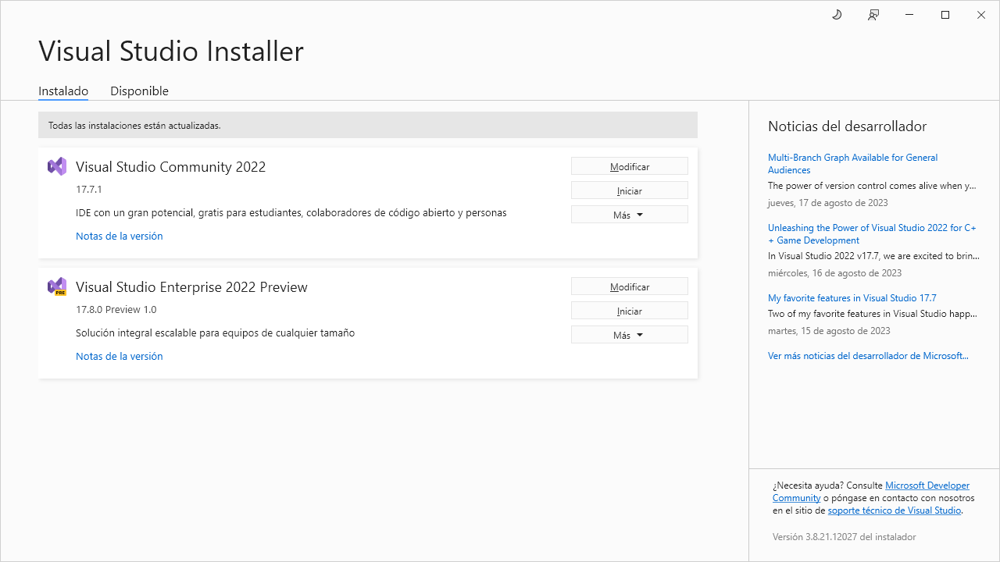 Visual Studio Installer
Instalado
Disponible
Todas las instalaciones están actualizadas.
Visual Studio Community 2022
17.7.1
IDE con un gran potencial, gratis para estudiantes, colaboradores de código abierto y personas
Notas de la versión
Modificar
Iniciar
Más
PRE
Visual Studio Enterprise 2022 Preview
17.8.0 Preview 1.0
Solución integral escalable para equipos de cualquier tamaño
Notas de la versión
Modificar
Iniciar
Más
Noticias del desarrollador
Multi-Branch Graph Available for General
Audiences
The power of version control comes alive when y...
jueves, 17 de agosto de 2023
Unleashing the Power of Visual Studio 2022 for C+
+ Game Development
In Visual Studio 2022 v17.7, we are excited to brin...
miércoles, 16 de agosto de 2023
My favorite features in Visual Studio 17.7
Two of my favorite features in Visual Studio happ...
martes, 15 de agosto de 2023
Ver más noticias del desarrollador de Microsoft...
¿Necesita ayuda? Consulte Microsoft Developer
Community o póngase en contacto con nosotros
en el sitio de soporte técnico de Visual Studio.
Versión 3.8.21.12027 del instalador